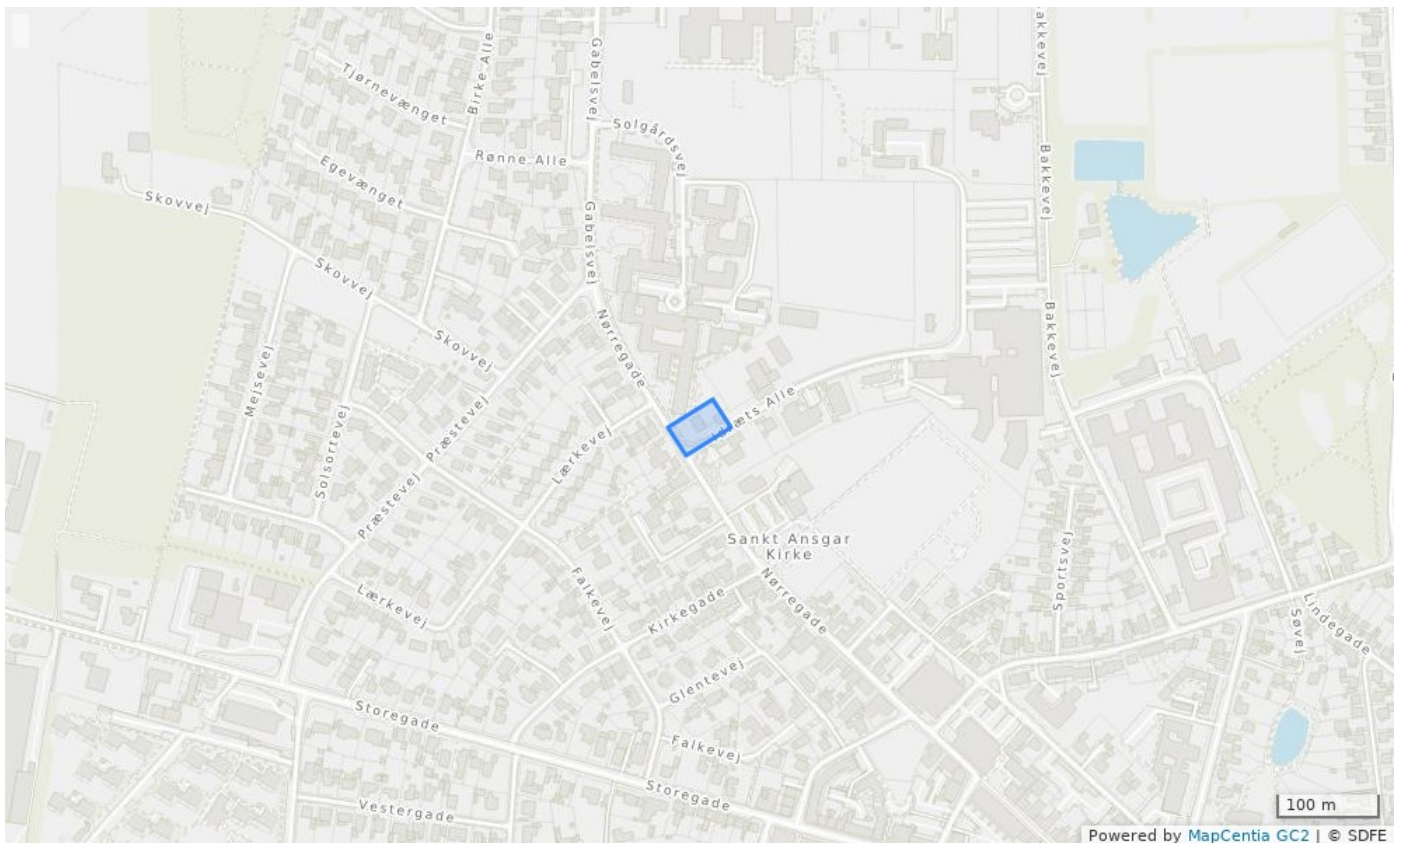 Birke Alle
Gabelsvej
Bakkevej
Tjørnevænget
Solgårdsvej
Rønne Alle
Egevænget
Bakkevej
Skovvej
Gabelsvej
Skovvej
Nørregade
Skovvej
Bakkevej
Mejsevej
Præstevej
Idræts Alle
Solsortevej
Lærkevej
Præstevej
Sankt Ansgar
Kirke
Sportsvej
Falkevej
Nørregade
Lærkevej
Kirkegade
Lindegade
Søvej
Glentevej
Storegade
Falkevej
Storegade
Vestergade
100 m
Powered by MapCentia GC2 | © SDFE